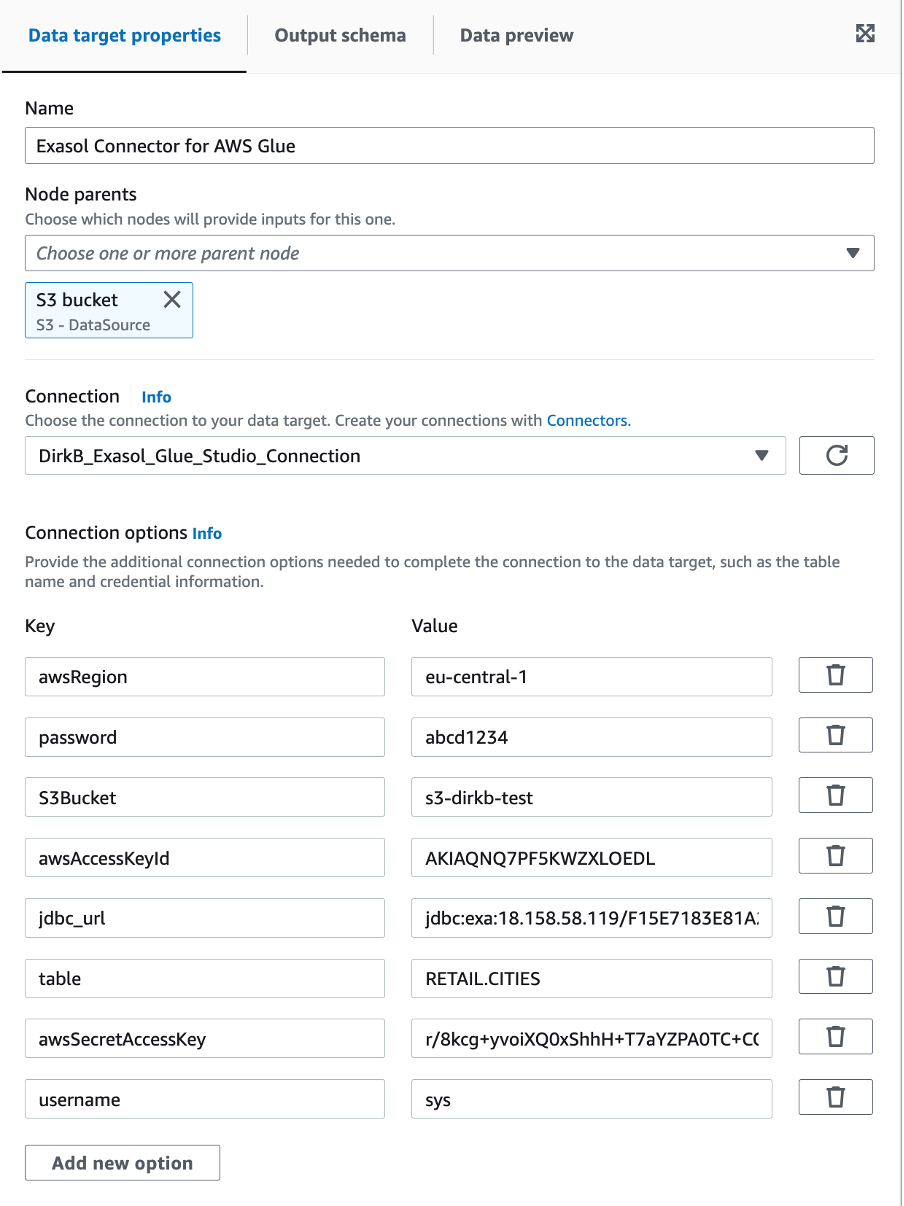 Data target properties
Output schema
Data preview
Name
Exasol Connector for AWS Glue
Node parents
Choose which nodes will provide inputs for this one.
Choose one or more parent node
S3 bucket
S3 - DataSource
Connection Info
Choose the connection to your data target. Create your connections with Connectors.
DirkB_Exasol_Glue_Studio_Connection
Connection options Info
Provide the additional connection options needed to complete the connection to the data target, such as the table
name and credential information.
Key Value
awsRegion eu-central-1
password abcd1234
S3Bucket s3-dirkb-test
awsAccessKeyId AKIAQNQ7PF5KWZXLOEDL
jdbc_url jdbc:exa:18.158.58.119/F15E7183E81A
table RETAIL.CITIES
awsSecretAccessKey r/8kcg+yvoiXQ0xShhH+T7aYZPA0TC+C
username sys
Add new option